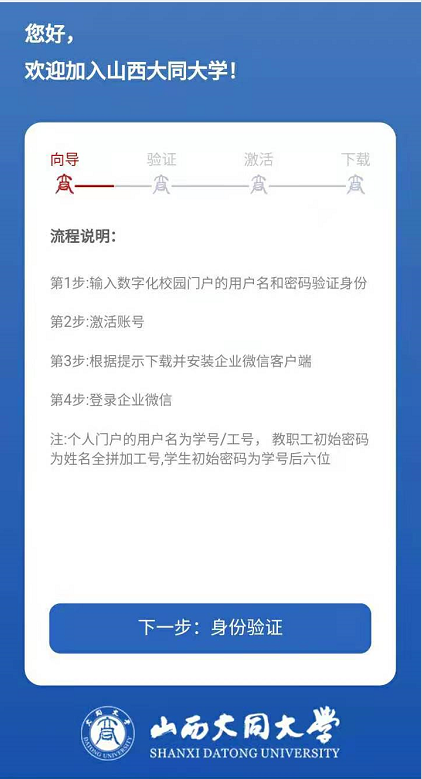 您好，
欢迎加入山西大同大学！
向导 验证 激活 下载
流程说明：
第1步:输入数字化校园门户的用户名和密码验证身份
第2步:激活账号
第3步:根据提示下载并安装企业微信客户端
第4步:登录企业微信
注:个人门户的用户名为学号/工号， 教职工初始密码
为姓名全拼加工号,学生初始密码为学号后六位
下一步：身份验证
大同大学
DATONG UNIVERSITY
山西大同大学
SHANXI DATONG UNIVERSITY